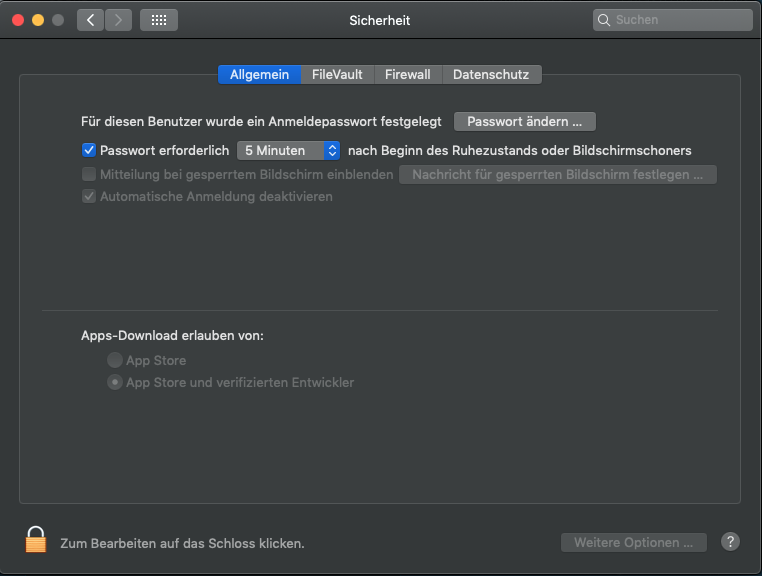 Sicherheit
Suchen
Allgemein FileVault Firewall Datenschutz
Für diesen Benutzer wurde ein Anmeldepasswort festgelegt Passwort ändern ...
Passwort erforderlich 5 Minuten nach Beginn des Ruhezustands oder Bildschirmschoners
Mitteilung bei gesperrtem Bildschirm einblenden Nachricht für gesperrten Bildschirm festlegen ...
Automatische Anmeldung deaktivieren
Apps-Download erlauben von:
App Store
App Store und verifizierten Entwickler
Zum Bearbeiten auf das Schloss klicken.
Weitere Optionen ... ?